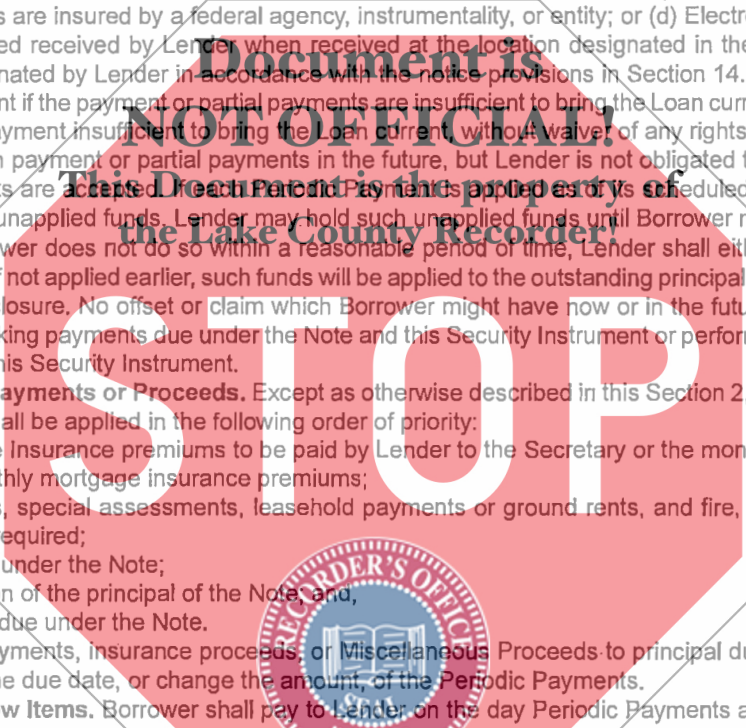 s are insured by a federal agency, instrumentality, or entity; or (d) Electr
ed received by Lender when received at the location designated in the
Document is
nated by Lender in accordance with the notice provisions in Section 14.
nt if the payment or partial payments are insufficient to bring the Loan curr
NOT OFFICIAL!
ayment insufficient to bring the Loan current, without waiver of any rights
n payment or partial payments in the future, but Lender is not obligated t
This Document is the property of
ts are accepted. If each Periodic Payment is applied as of its scheduled
unapplied funds. Lender may hold such unapplied funds until Borrower r
the Lake County Recorder!
wer does not do so within a reasonable period of time, Lender shall eit
f not applied earlier, such funds will be applied to the outstanding principal
closure. No offset or claim which Borrower might have now or in the futu
king payments due under the Note and this Security Instrument or perfor
his Security Instrument.
STOP
ayments or Proceeds. Except as otherwise described in this Section 2,
all be applied in the following order of priority:
e Insurance premiums to be paid by Lender to the Secretary or the mon
thly mortgage insurance premiums;
, special assessments, leasehold payments or ground rents, and fire,
equired;
under the Note;
n of the principal of the Note; and,
due under the Note.
RECORDER'S OFFICE
yments, insurance proceeds, or Miscellaneous Proceeds to principal du
he due date, or change the amount, of the Periodic Payments.
SEAL
ow Items. Borrower shall pay to Lender on the day Periodic Payments a